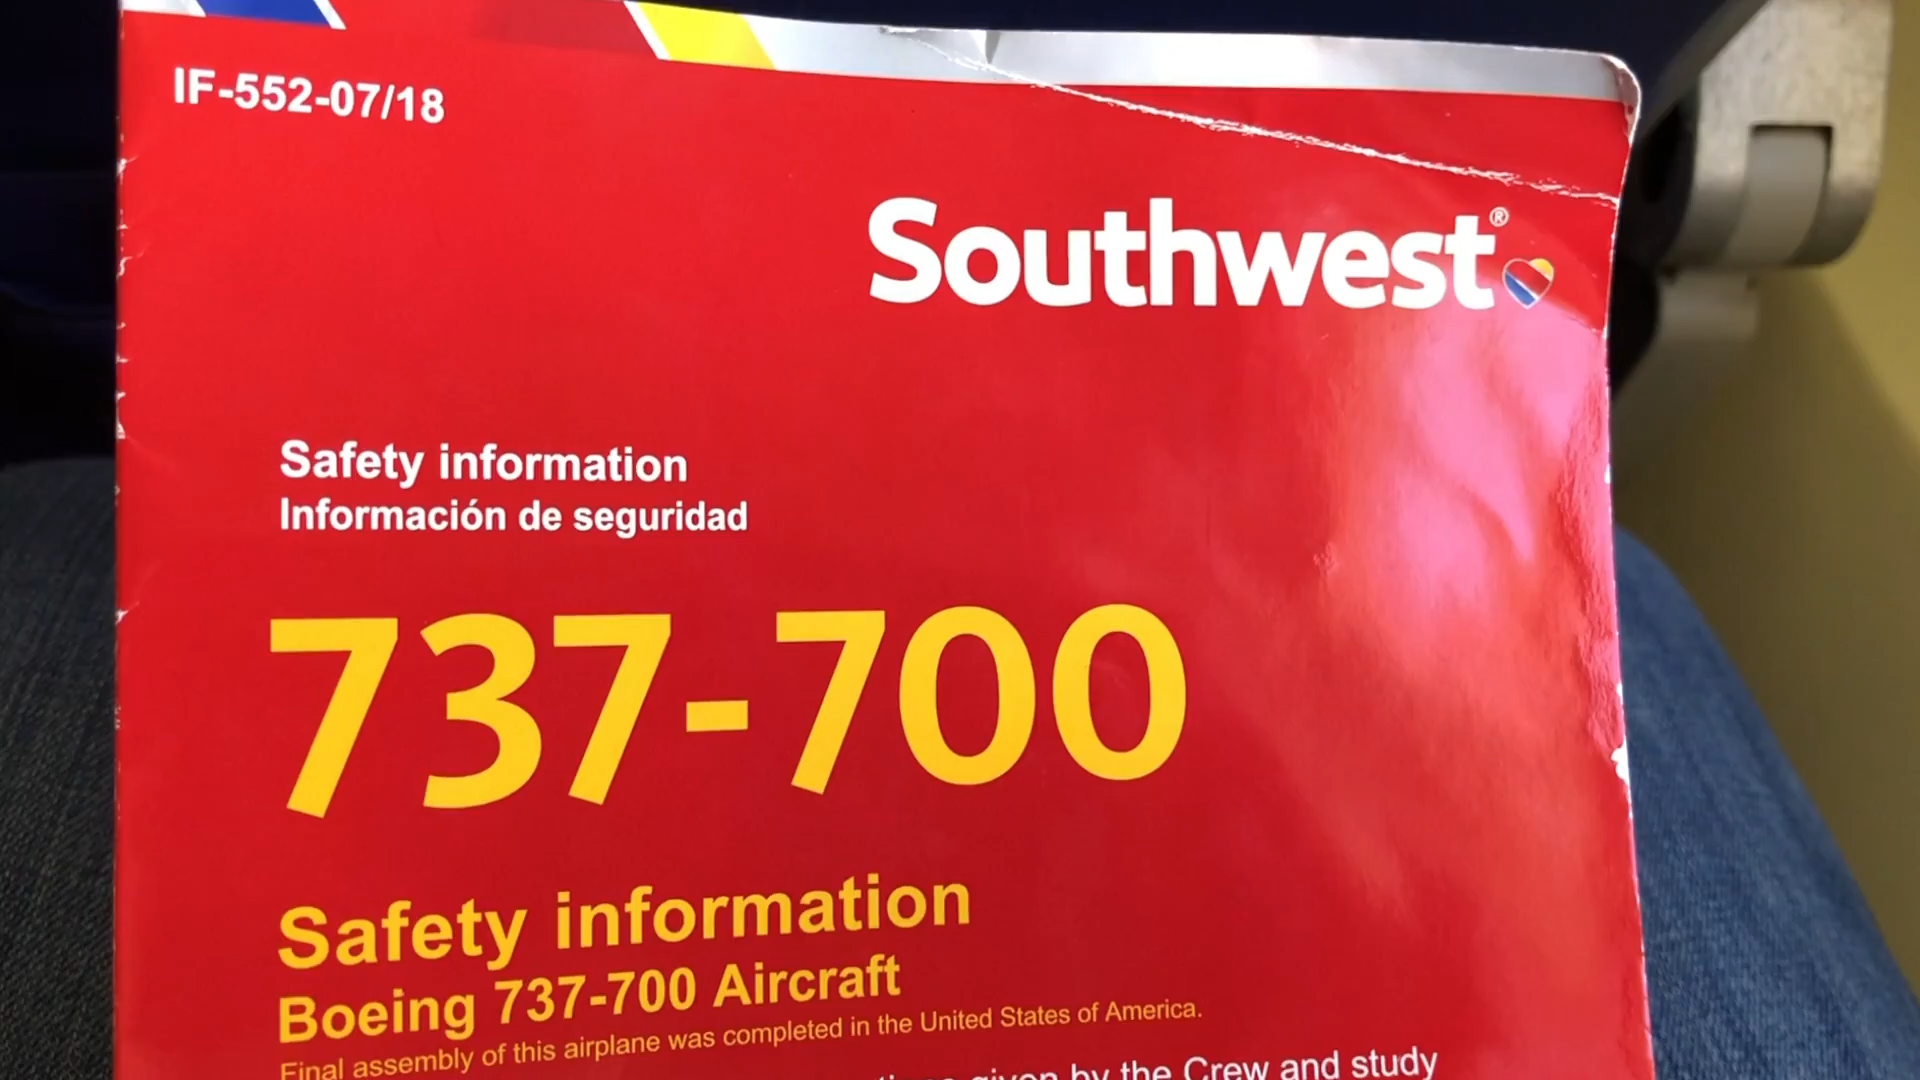 IF-552-07/18
Southwest®
Safety information
Información de seguridad
737-700
Safety information
Boeing 737-700 Aircraft
Final assembly of this airplane was completed in the United States of America.
given by the Crew and study